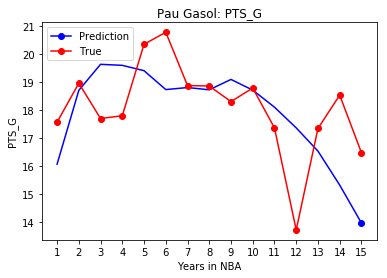 Pau Gasol: PTS_G
Prediction
True
PTS_G
21
20
19
18
17
16
15
14
1 2 3 4 5 6 7 8 9 10 11 12 13 14 15
Years in NBA